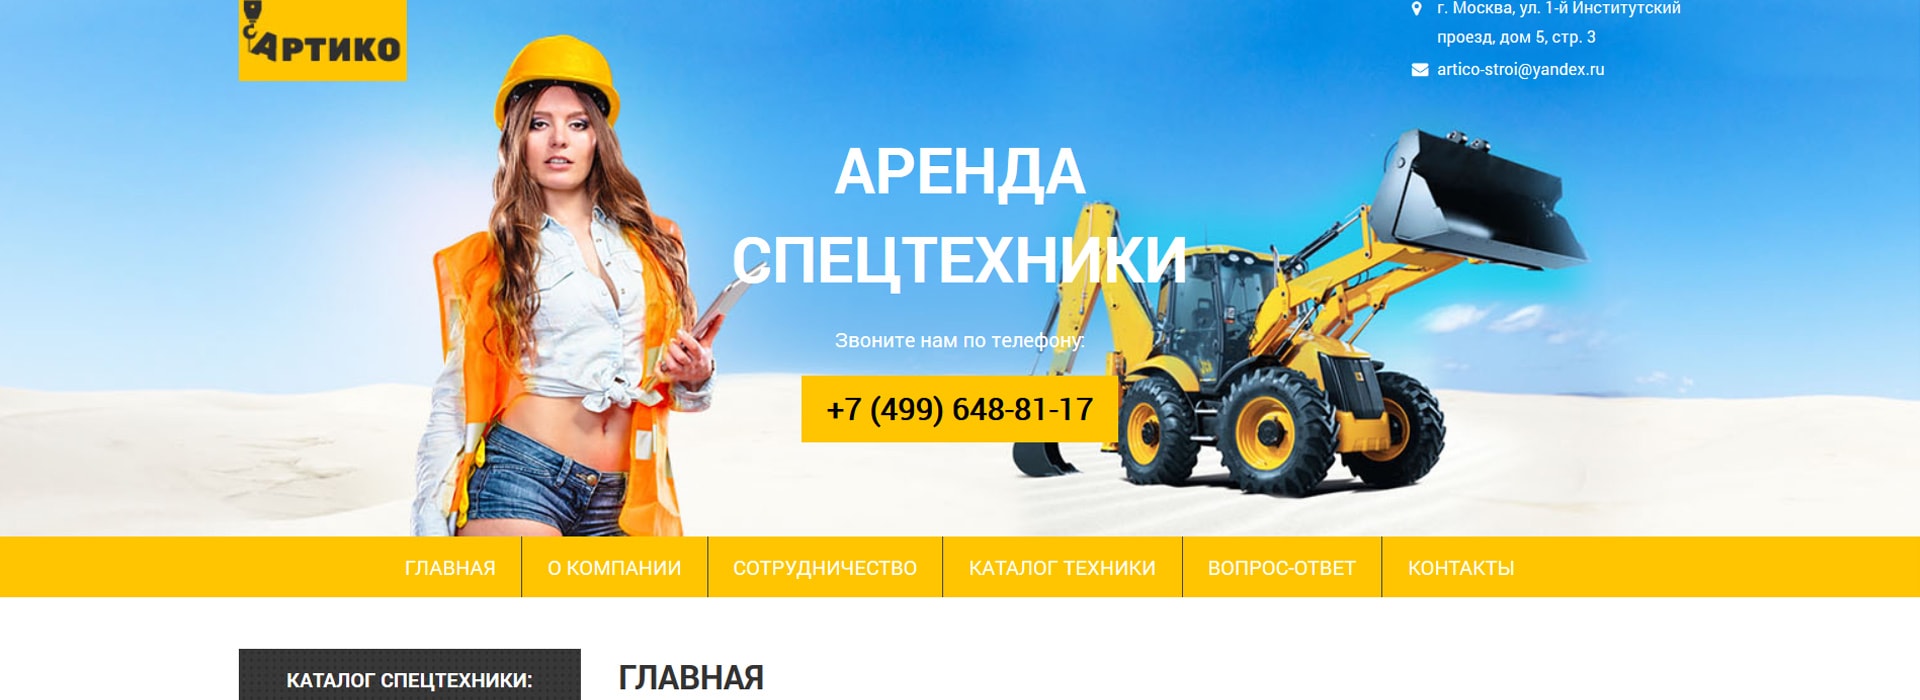 АРТИКО
г. Москва, ул. 1-й Институтский
проезд, дом 5, стр. 3
artico-stroi@yandex.ru
АРЕНДА
СПЕЦТЕХНИКИ
Звоните нам по телефону:
+7 (499) 648-81-17
ГЛАВНАЯ
О КОМПАНИИ
СОТРУДНИЧЕСТВО
КАТАЛОГ ТЕХНИКИ
ВОПРОС-ОТВЕТ
КОНТАКТЫ
КАТАЛОГ СПЕЦТЕХНИКИ:
ГЛАВНАЯ